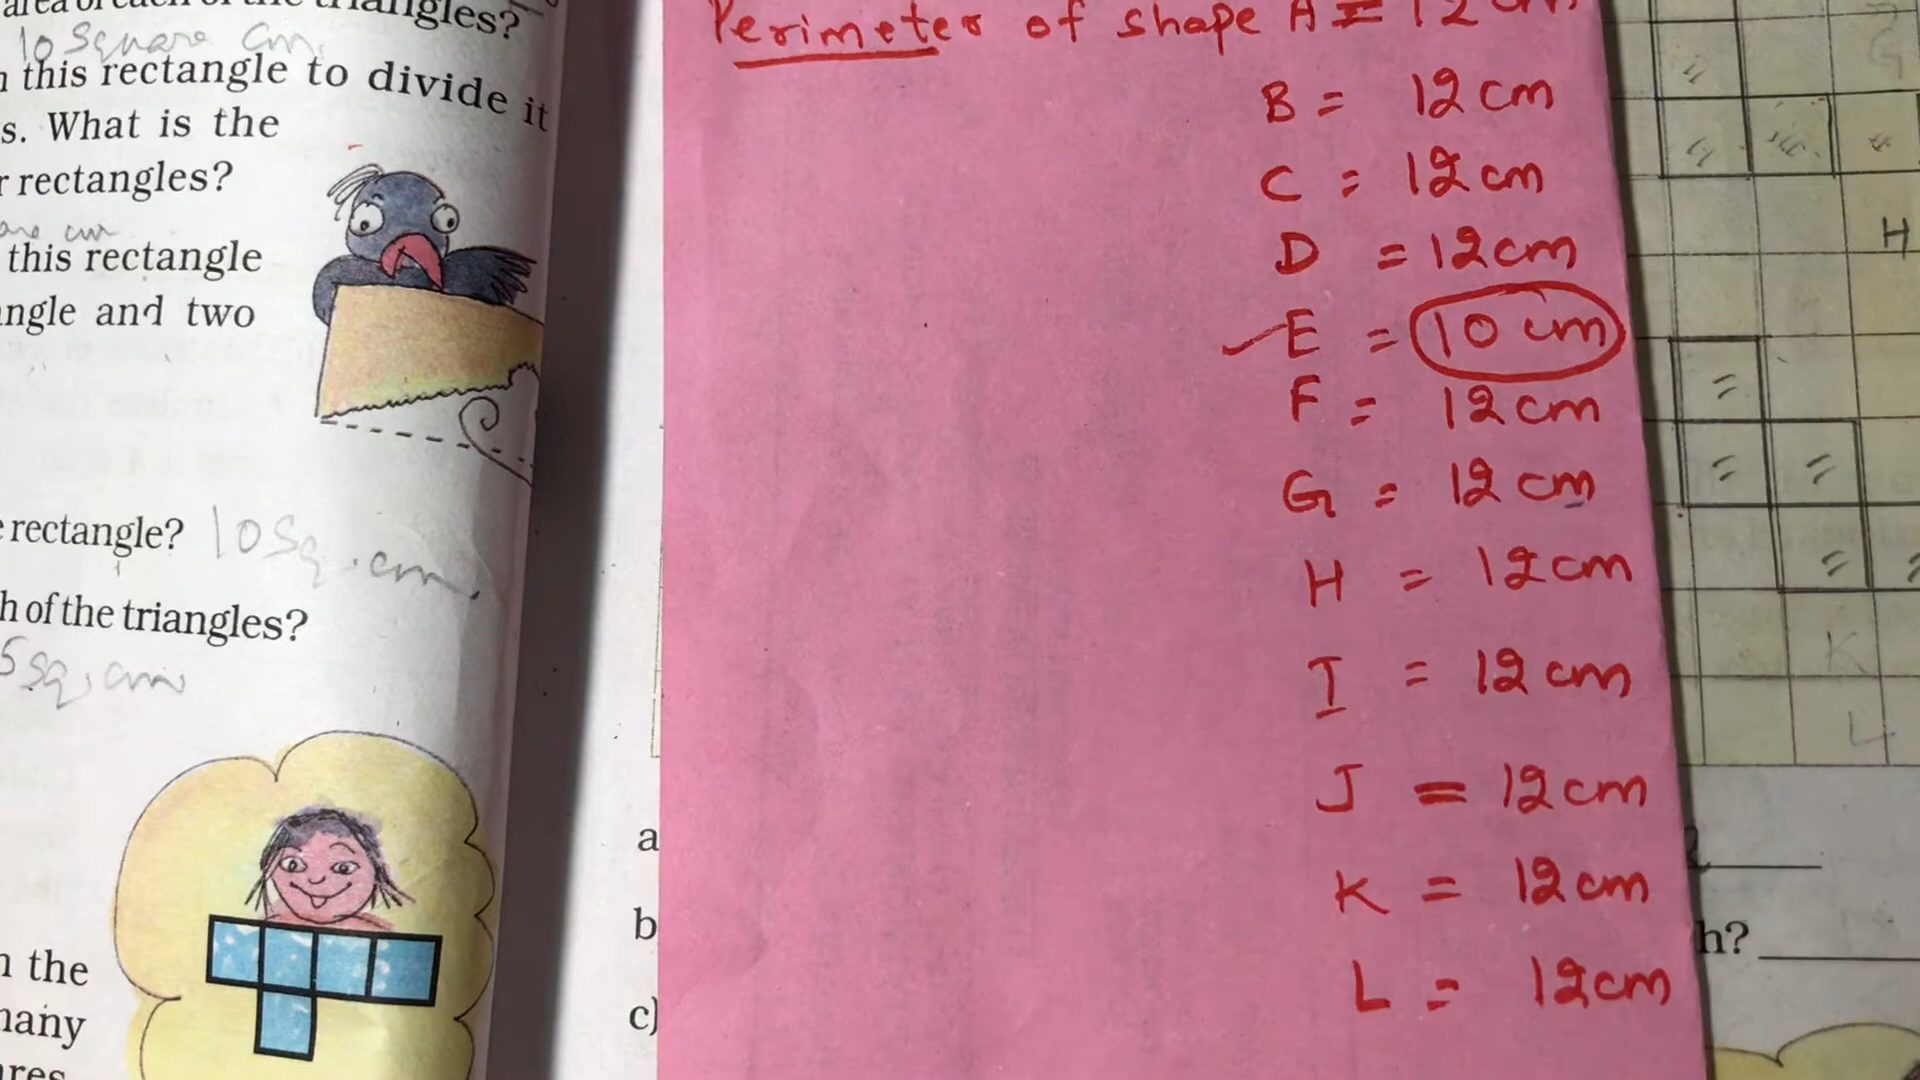 area of each of the triangles?
10 Square cm.
this rectangle to divide it
s. What is the
r rectangles?
this rectangle
angle and two
rectangle? 10 Sq. cm.
h of the triangles?
5 sq, cm
n the
many
ares
Perimeter of shape A = 12 cm
B = 12 cm
C = 12 cm
D = 12 cm
E = 10 cm
F = 12 cm
G = 12 cm
H = 12 cm
I = 12 cm
J = 12 cm
K = 12 cm
L = 12 cm
a
b
c)
G
H
K
L
h?